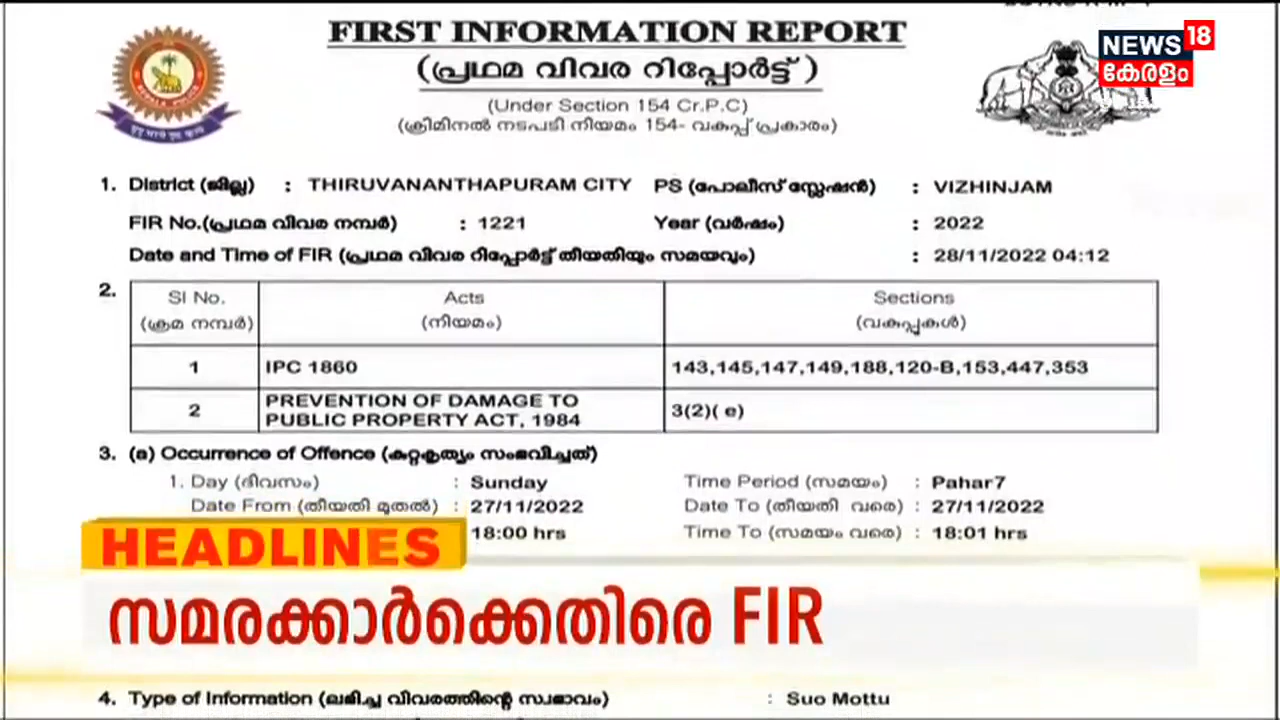 FIRST INFORMATION REPORT
(പ്രഥമ വിവര റിപ്പോർട്ട് )
(Under Section 154 Cr.P.C)
(ക്രിമിനൽ നടപടി നിയമം 154- വകുപ്പ് പ്രകാരം)
NEWS 18
കേരളം
1. District (ജില്ല) : THIRUVANANTHAPURAM CITY PS (പോലീസ് സ്റ്റേഷൻ) : VIZHINJAM
FIR No.(പ്രഥമ വിവര നമ്പർ) : 1221 Year (വർഷം) : 2022
Date and Time of FIR (പ്രഥമ വിവര റിപ്പോർട്ട് തീയതിയും സമയവും) : 28/11/2022 04:12
2. Sl No. Acts Sections
(ക്രമ നമ്പർ) (നിയമം) (വകുപ്പുകൾ)
1 IPC 1860 143,145,147,149,188,120-B,153,447,353
2 PREVENTION OF DAMAGE TO PUBLIC PROPERTY ACT, 1984 3(2)( e)
3. (a) Occurrence of Offence (കുറ്റകൃത്യം സംഭവിച്ചത്)
1. Day (ദിവസം) : Sunday Time Period (സമയം) : Pahar7
Date From (തീയതി മുതൽ) : 27/11/2022 Date To (തീയതി വരെ) : 27/11/2022
18:00 hrs Time To (സമയം വരെ) : 18:01 hrs
HEADLINES
സമരക്കാർക്കെതിരെ FIR
4. Type of Information (ലഭിച്ച വിവരത്തിന്റെ സ്വഭാവം) : Suo Mottu